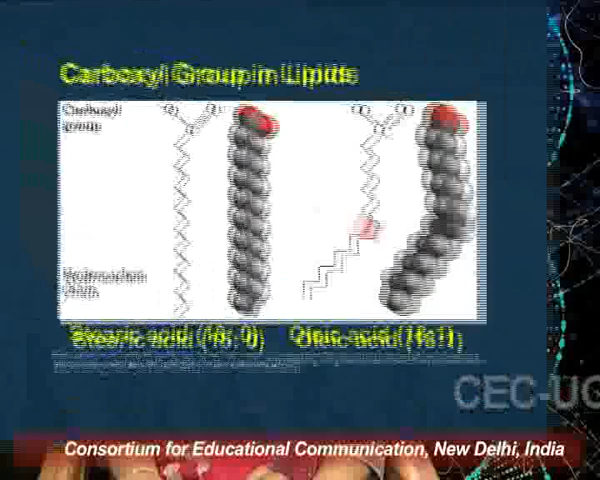 Carboxyl Group in Lipids
Carboxyl
group
Hydrocarbon
chain
Stearic acid (18:0) Oleic acid (18:1)
CEC-UG
Consortium for Educational Communication, New Delhi, India